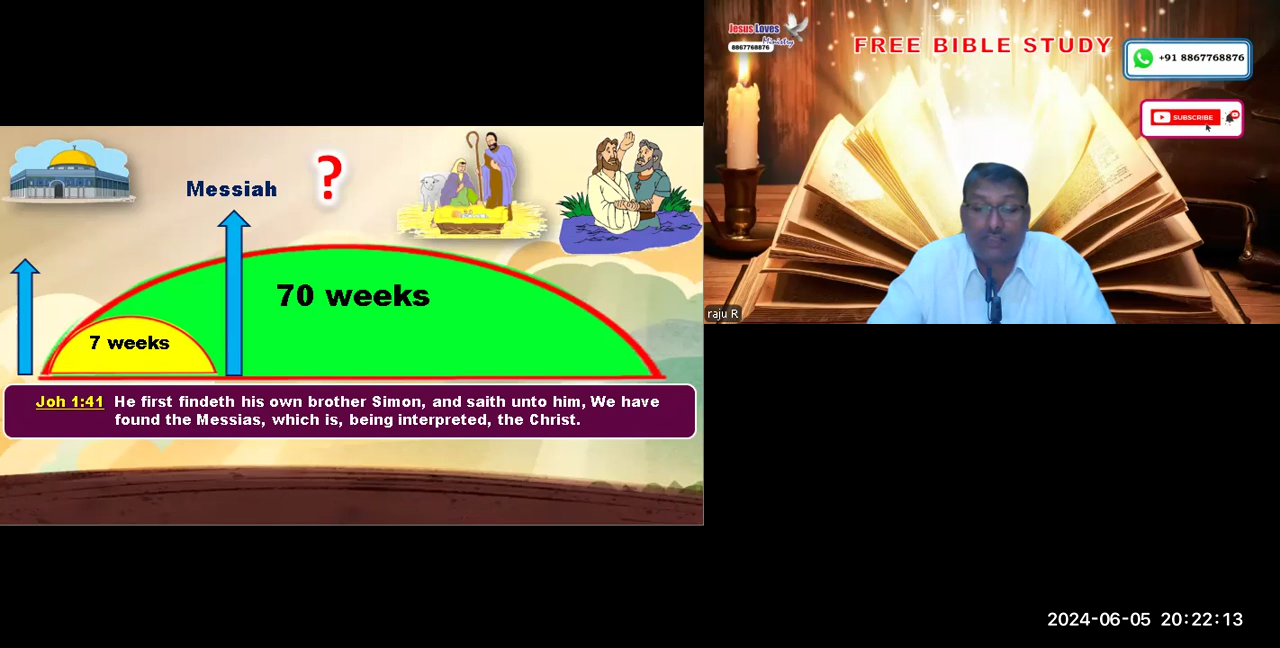 Messiah
?
70 weeks
7 weeks
Joh 1:41 He first findeth his own brother Simon, and saith unto him, We have
found the Messias, which is, being interpreted, the Christ.
Jesus Loves
Ministry
8867768876
FREE BIBLE STUDY
+91 8867768876
SUBSCRIBE
raju R
2024-06-05 20:22:13